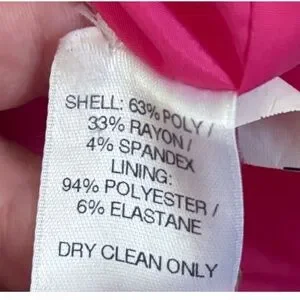 SHELL: 63% POLY /
33% RAYON /
4% SPANDEX
LINING:
94% POLYESTER /
6% ELASTANE
DRY CLEAN ONLY